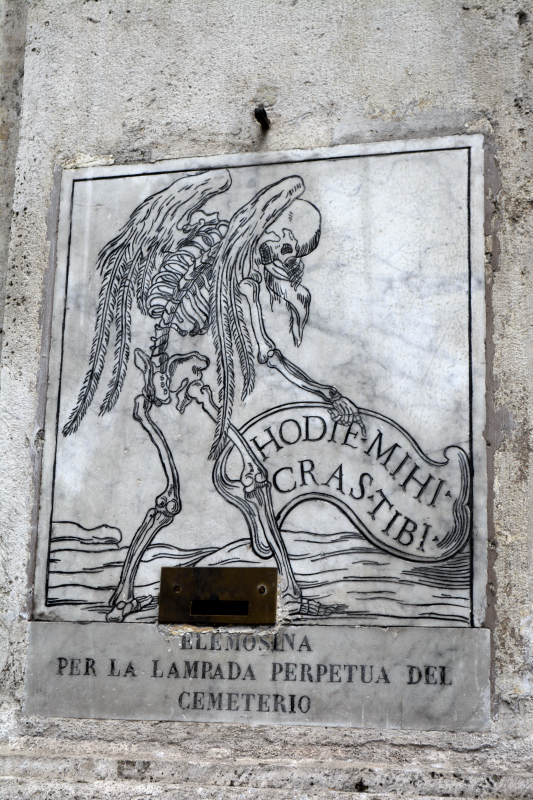 HODIE·MIHI·
CRAS·TIBI·
ELEMOSINA
PER LA LAMPADA PERPETUA DEL
CEMETERIO